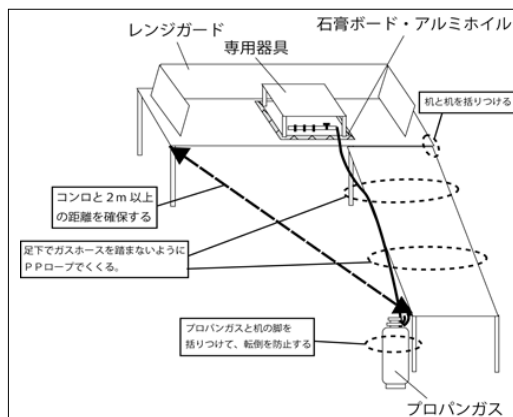 石膏ボード・アルミホイル
レンジガード
専用器具
机と机を括りつける
コンロと2m以上
の距離を確保する
足下でガスホースを踏まないように
PPロープでくくる。
プロパンガスと机の脚を
括りつけて、転倒を防止する
プロパンガス